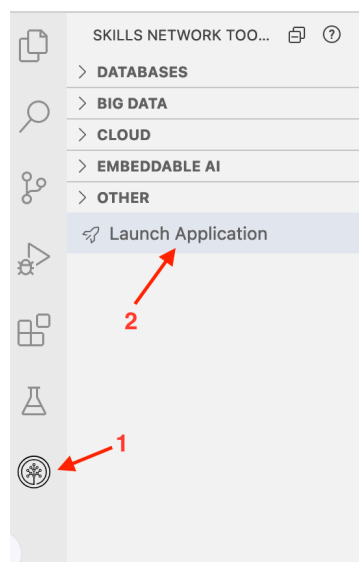 SKILLS NETWORK TOO...
DATABASES
BIG DATA
CLOUD
EMBEDDABLE AI
OTHER
Launch Application
2
1